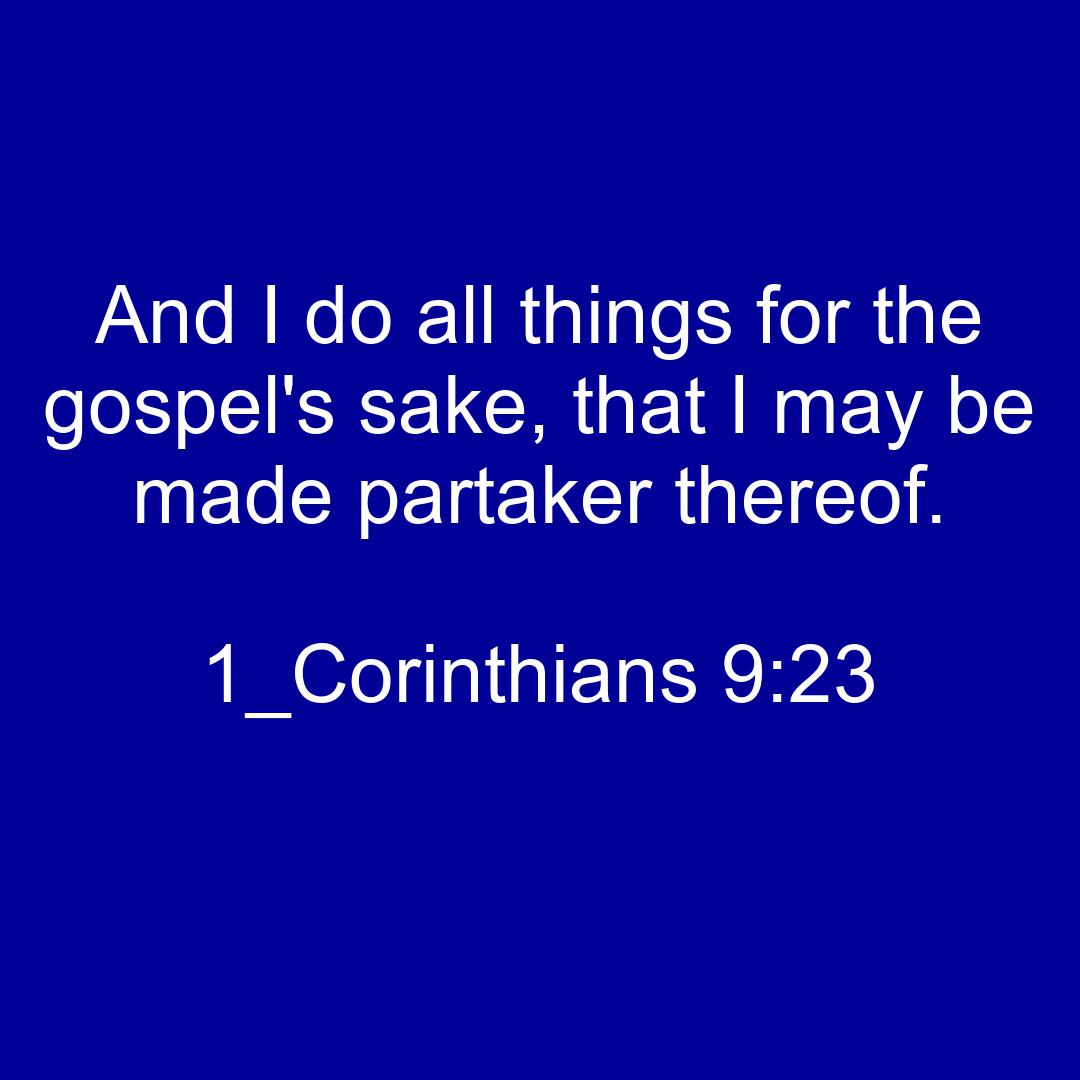 And I do all things for the
gospel's sake, that I may be
made partaker thereof.
1_Corinthians 9:23